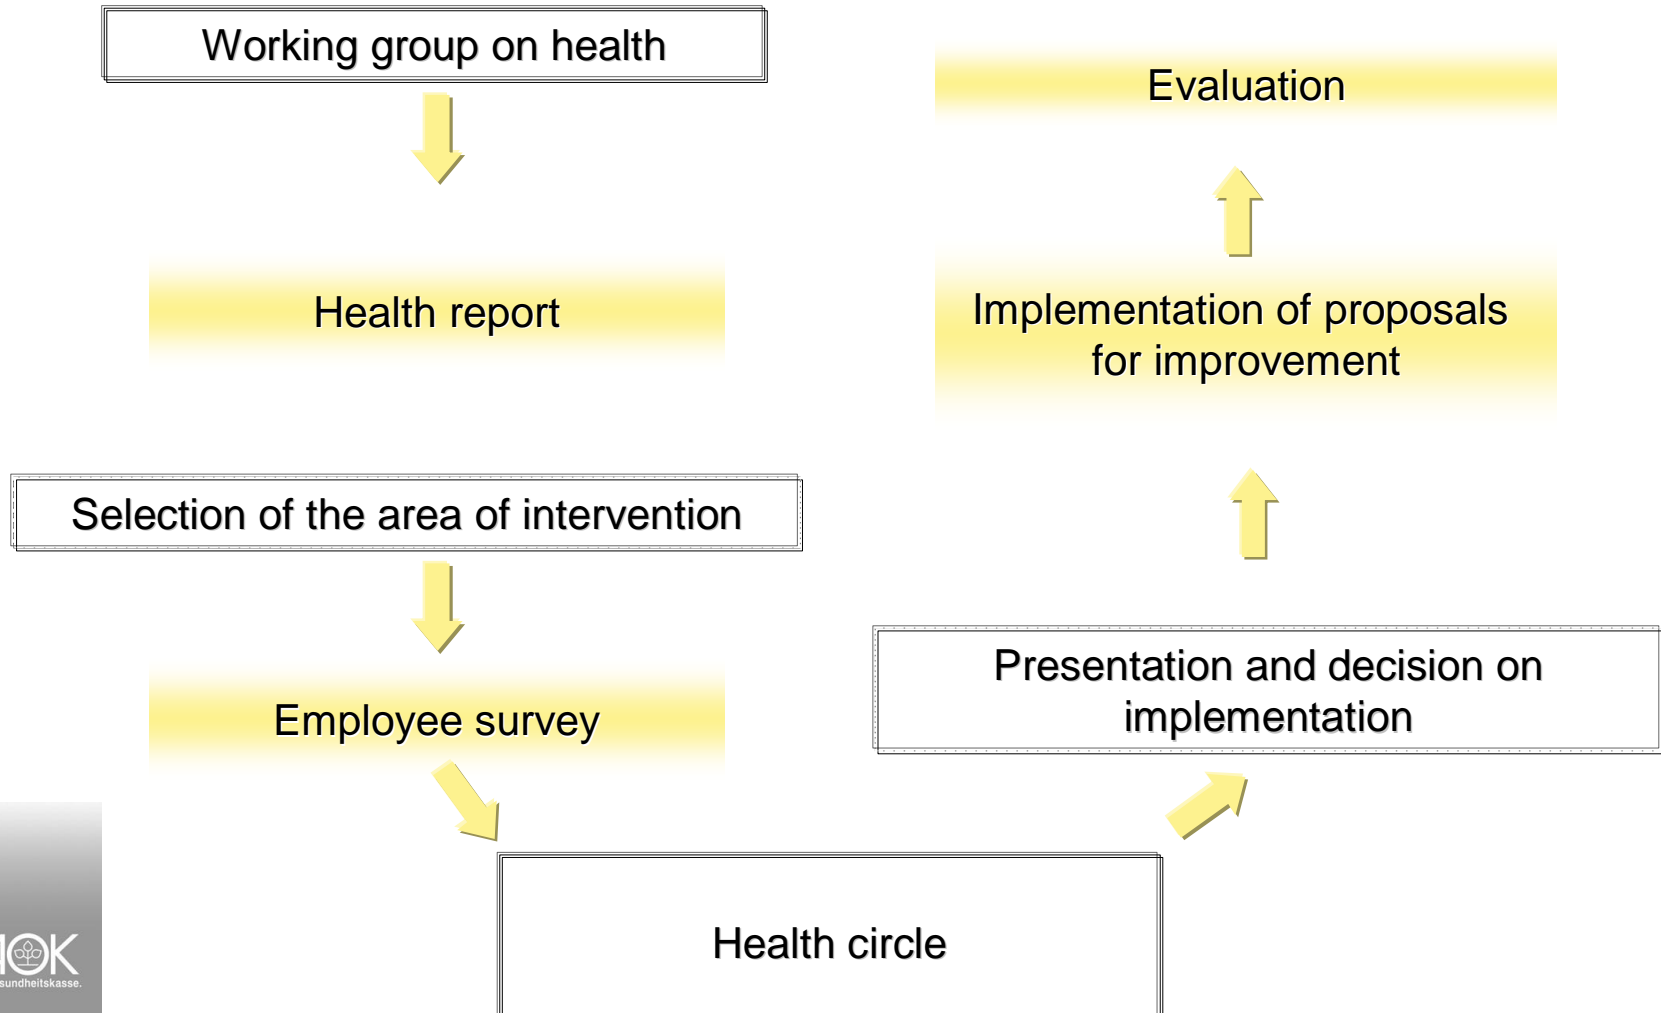 Working group on health
Health report
Selection of the area of intervention
Employee survey
Health circle
Presentation and decision on
implementation
Implementation of proposals
for improvement
Evaluation